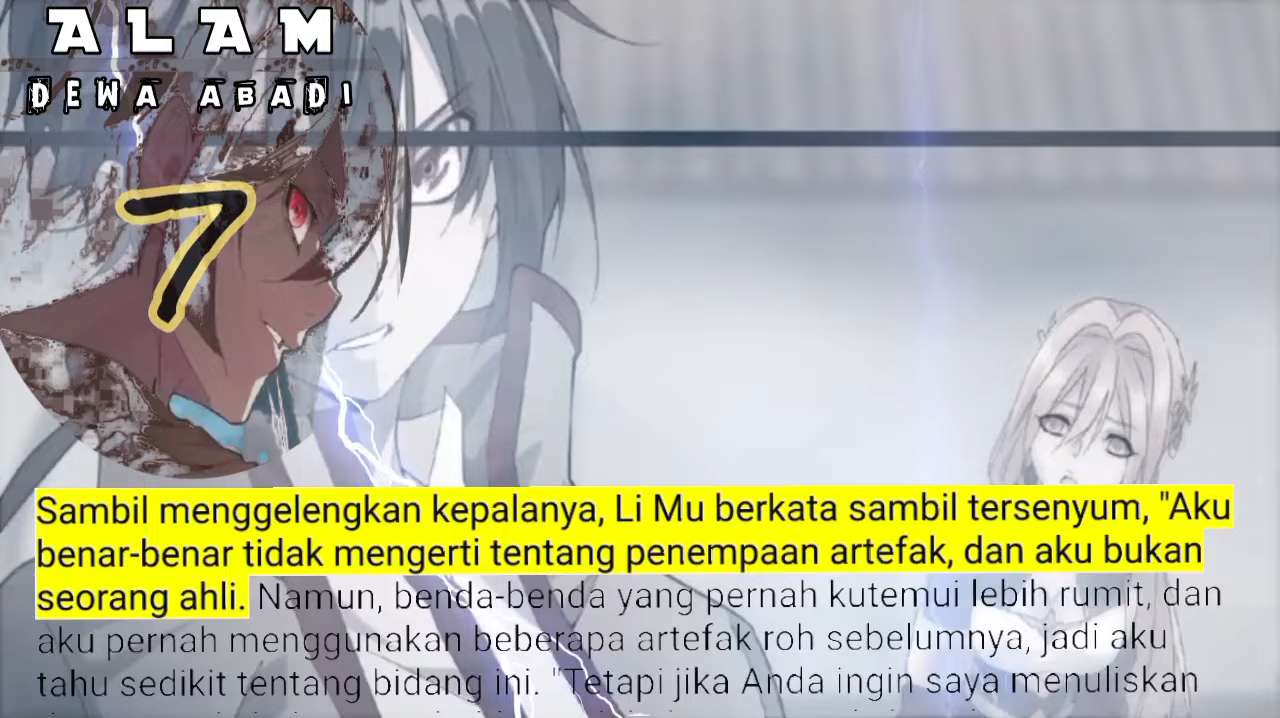 ALAM
DEWA ABADI
7
Sambil menggelengkan kepalanya, Li Mu berkata sambil tersenyum, "Aku
benar-benar tidak mengerti tentang penempaan artefak, dan aku bukan
seorang ahli. Namun, benda-benda yang pernah kutemui lebih rumit, dan
aku pernah menggunakan beberapa artefak roh sebelumnya, jadi aku
tahu sedikit tentang bidang ini. "Tetapi jika Anda ingin saya menuliskan